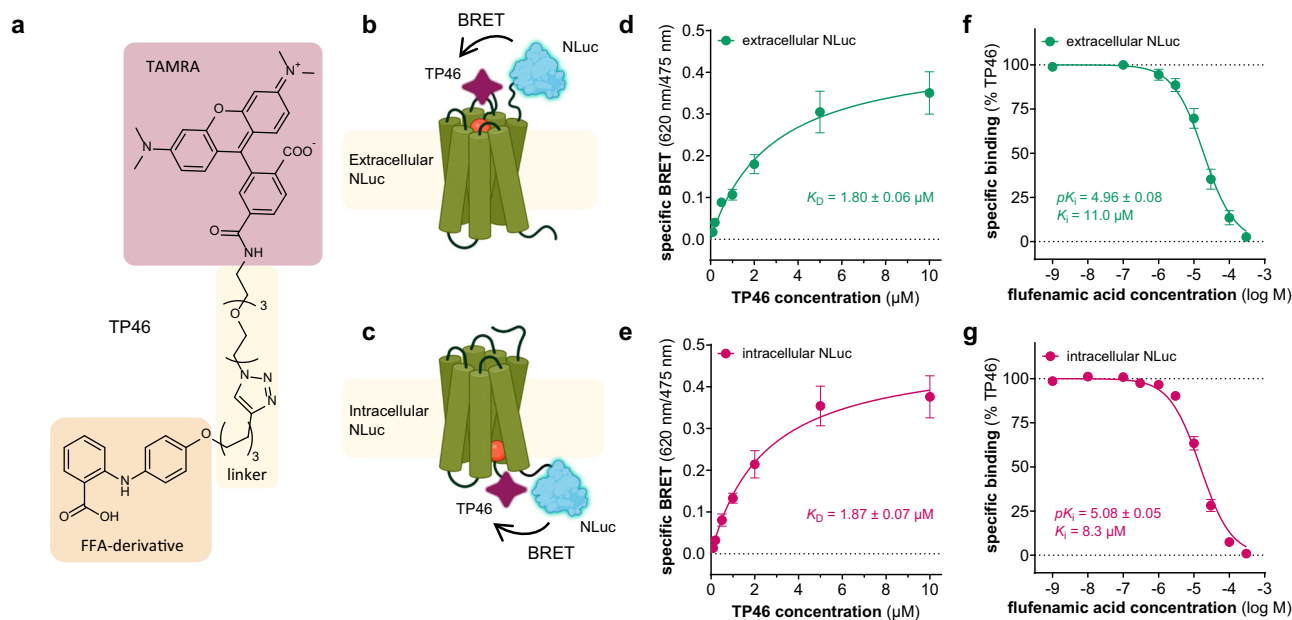 a
TAMRA
N+
O
N
COO-
O
NH
3
O
TP46
N
N
N
O
3
linker
N
H
O
OH
FFA-derivative
b
BRET
NLuc
TP46
Extracellular
NLuc
c
Intracellular
NLuc
TP46
NLuc
BRET
d
specific BRET (620 nm/475 nm)
0.5
0.4
0.3
0.2
0.1
0.0
extracellular NLuc
KD = 1.80 ± 0.06 µM
0 2 4 6 8 10
TP46 concentration (µM)
e
specific BRET (620 nm/475 nm)
0.5
0.4
0.3
0.2
0.1
0.0
intracellular NLuc
KD = 1.87 ± 0.07 µM
0 2 4 6 8 10
TP46 concentration (µM)
f
specific binding (% TP46)
100
75
50
25
0
extracellular NLuc
pKi = 4.96 ± 0.08
Ki = 11.0 µM
-9 -8 -7 -6 -5 -4 -3
flufenamic acid concentration (log M)
g
specific binding (% TP46)
100
75
50
25
0
intracellular NLuc
pKi = 5.08 ± 0.05
Ki = 8.3 µM
-9 -8 -7 -6 -5 -4 -3
flufenamic acid concentration (log M)